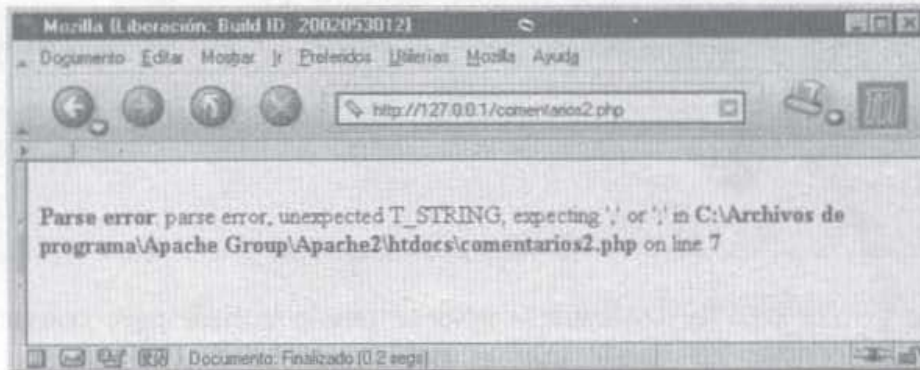 Mozilla {Liberación: Build ID: 2002053012}
Documento Editar Mostrar Ir Preferidos Utilerías Mozilla Ayuda
http://127.0.0.1/comentarios2.php
Parse error: parse error, unexpected T_STRING, expecting ',' or ';' in C:\Archivos de
programa\Apache Group\Apache2\htdocs\comentarios2.php on line 7
Documento: Finalizado (0.2 segs)